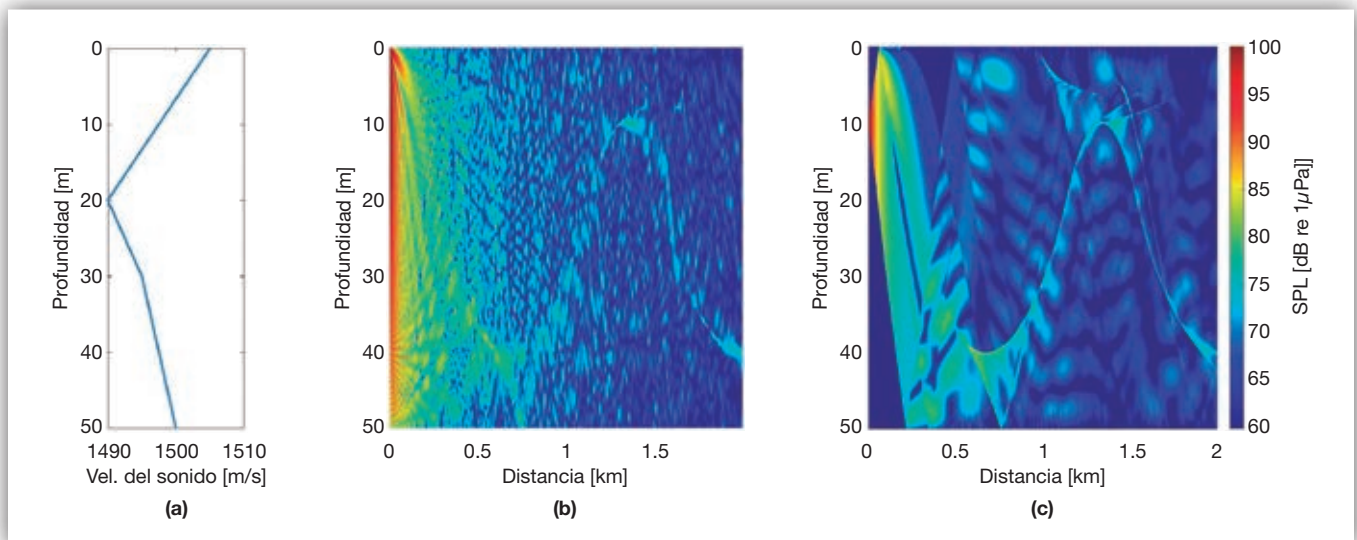 0
10
20
30
40
50
Profundidad [m]
1490 1500 1510
Vel. del sonido [m/s]
(a)
0
10
20
30
40
50
Profundidad [m]
0 0.5 1 1.5
Distancia [km]
(b)
0
10
20
30
40
50
Profundidad [m]
0 0.5 1 1.5 2
Distancia [km]
(c)
100
95
90
85
80
75
70
65
60
SPL [dB re 1μPa]